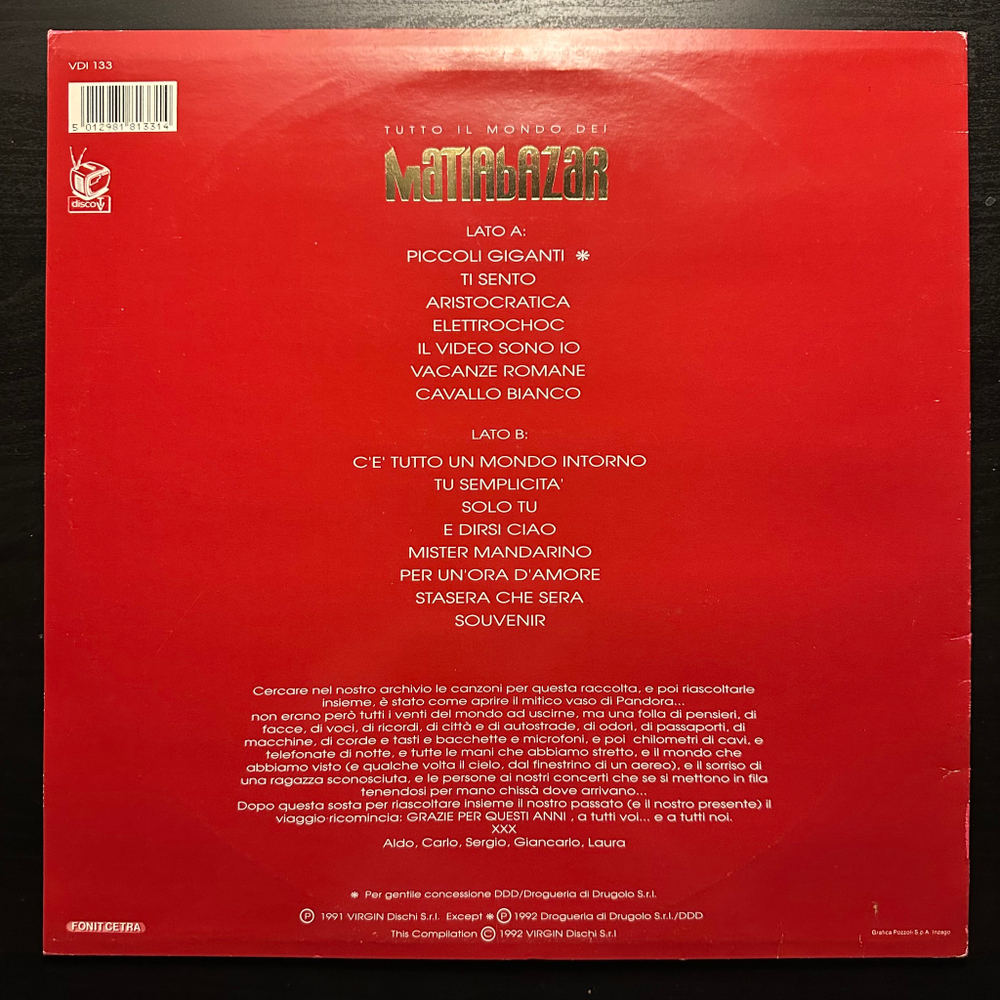 VDI 133
5 012981 813314
discotv
TUTTO IL MONDO DEI
MATIABAZAR
LATO A:
PICCOLI GIGANTI ✻
TI SENTO
ARISTOCRATICA
ELETTROCHOC
IL VIDEO SONO IO
VACANZE ROMANE
CAVALLO BIANCO
LATO B:
C'E' TUTTO UN MONDO INTORNO
TU SEMPLICITA'
SOLO TU
E DIRSI CIAO
MISTER MANDARINO
PER UN'ORA D'AMORE
STASERA CHE SERA
SOUVENIR
Cercare nel nostro archivio le canzoni per questa raccolta, e poi riascoltarle
insieme, è stato come aprire il mitico vaso di Pandora...
non erano però tutti i venti del mondo ad uscirne, ma una folla di pensieri, di
facce, di voci, di ricordi, di città e di autostrade, di odori, di passaporti, di
macchine, di corde e tasti e bacchette e microfoni, e poi chilometri di cavi, e
telefonate di notte, e tutte le mani che abbiamo stretto, e il mondo che
abbiamo visto (e qualche volta il cielo, dal finestrino di un aereo), e il sorriso di
una ragazza sconosciuta, e le persone ai nostri concerti che se si mettono in fila
tenendosi per mano chissà dove arrivano...
Dopo questa sosta per riascoltare insieme il nostro passato (e il nostro presente) il
viaggio ricomincia: GRAZIE PER QUESTI ANNI , a tutti voi... e a tutti noi.
XXX
Aldo, Carlo, Sergio, Giancarlo, Laura
✻ Per gentile concessione DDD/Drogueria di Drugolo S.r.l.
Ⓟ 1991 VIRGIN Dischi S.r.l. Except ✻ Ⓟ 1992 Drogueria di Drugolo S.r.l./DDD
This Compilation © 1992 VIRGIN Dischi S.r.l
FONIT CETRA
Grafica Pozzoli S.p.A. Inzago